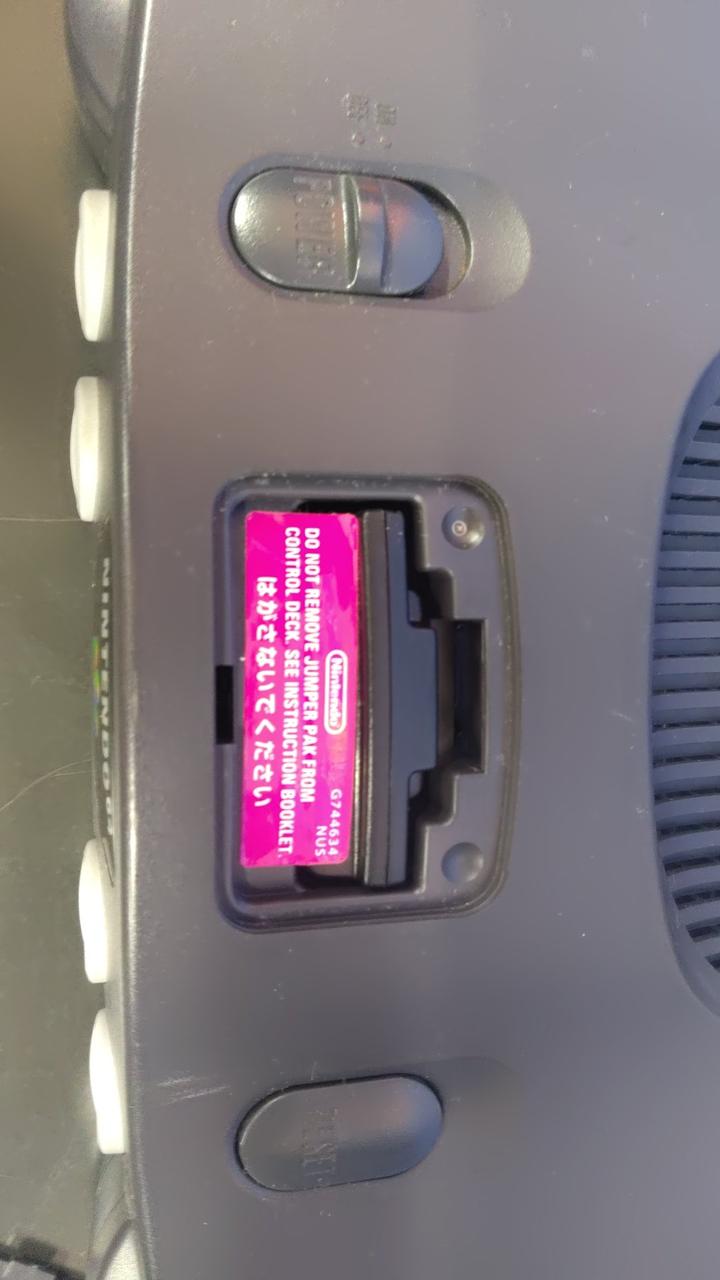 POWER
Nintendo
G744634
NUS
DO NOT REMOVE JUMPER PAK FROM
CONTROL DECK. SEE INSTRUCTION BOOKLET.
はがさないでください
RESET
NINTENDO